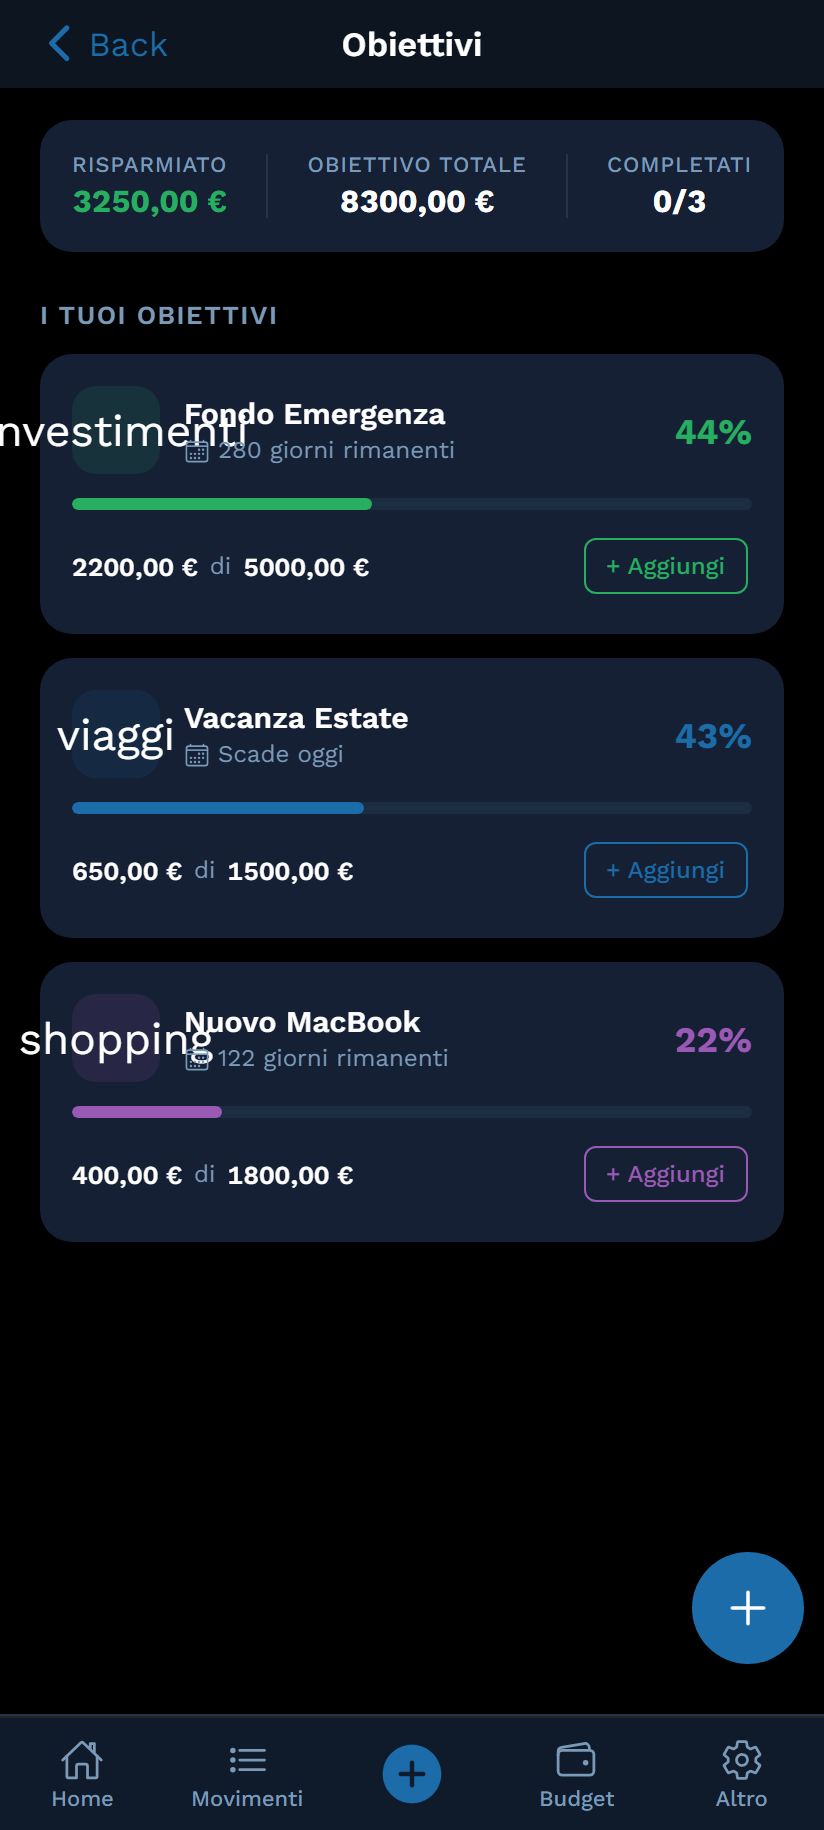 Back
Obiettivi
RISPARMIATO
3250,00 €
OBIETTIVO TOTALE
8300,00 €
COMPLETATI
0/3
I TUOI OBIETTIVI
nvestimenti
Fondo Emergenza
280 giorni rimanenti
44%
2200,00 € di 5000,00 €
+ Aggiungi
viaggi
Vacanza Estate
Scade oggi
43%
650,00 € di 1500,00 €
+ Aggiungi
shopping
Nuovo MacBook
122 giorni rimanenti
22%
400,00 € di 1800,00 €
+ Aggiungi
Home
Movimenti
Budget
Altro